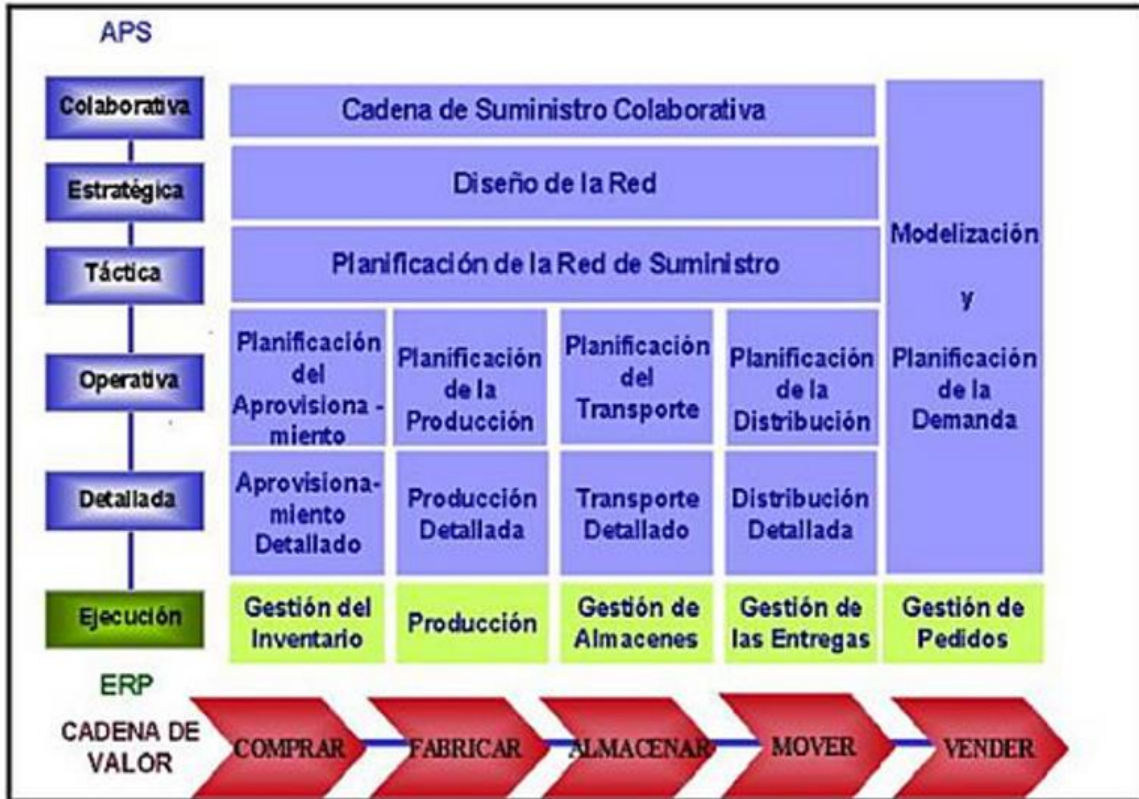 APS
Colaborativa
Cadena de Suministro Colaborativa
Estratégica
Diseño de la Red
Táctica
Planificación de la Red de Suministro
Modelización
y
Planificación
de la
Demanda
Operativa
Planificación
del
Aprovisiona -
miento
Planificación
de la
Producción
Planificación
del
Transporte
Planificación
de la
Distribución
Detallada
Aprovisiona-
miento
Detallado
Producción
Detallada
Transporte
Detallado
Distribución
Detallada
Ejecución
Gestión del
Inventario
Producción
Gestión de
Almacenes
Gestión de
las Entregas
Gestión de
Pedidos
ERP
CADENA DE
VALOR
COMPRAR
FABRICAR
ALMACENAR
MOVER
VENDER